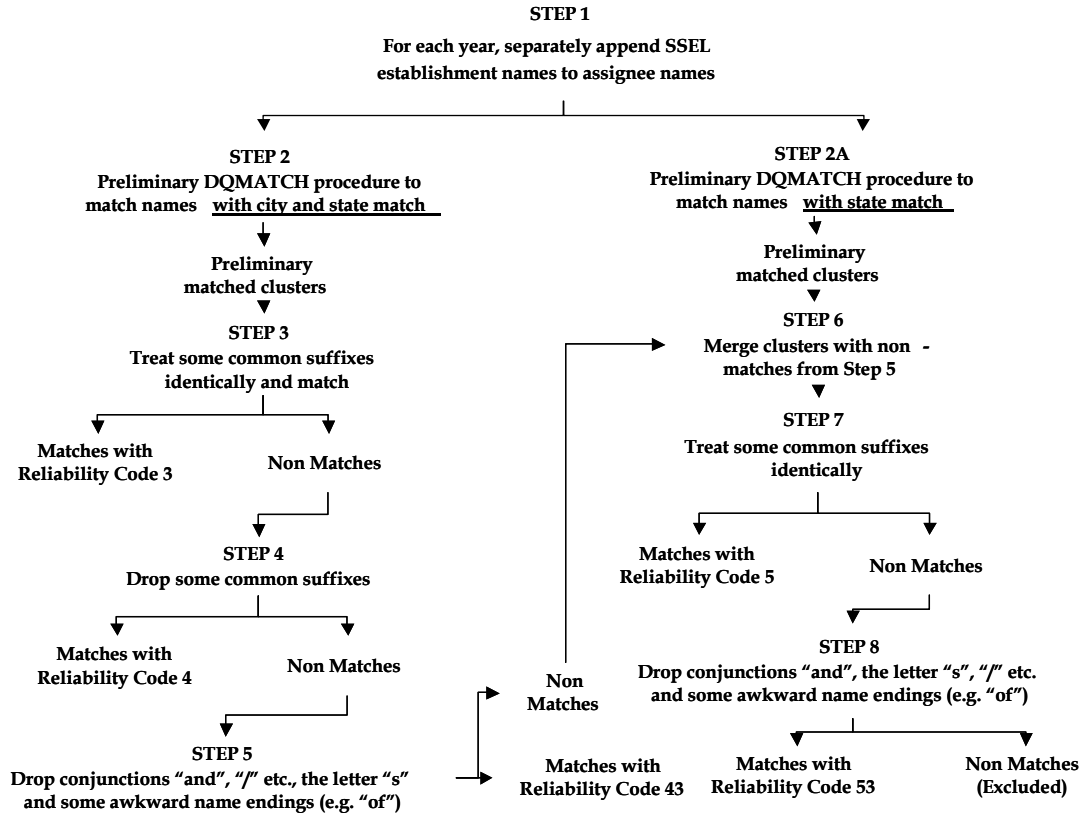 STEP 1
For each year, separately append SSEL
establishment names to assignee names
STEP 2
Preliminary DQMATCH procedure to
match names with city and state match
Preliminary
matched clusters
STEP 3
Treat some common suffixes
identically and match
Matches with
Reliability Code 3
Non Matches
STEP 4
Drop some common suffixes
Matches with
Reliability Code 4
Non Matches
STEP 5
Drop conjunctions “and”, “/” etc., the letter “s”
and some awkward name endings (e.g. “of”)
Non
Matches
Matches with
Reliability Code 43
STEP 2A
Preliminary DQMATCH procedure to
match names with state match
Preliminary
matched clusters
STEP 6
Merge clusters with non -
matches from Step 5
STEP 7
Treat some common suffixes
identically
Matches with
Reliability Code 5
Non Matches
STEP 8
Drop conjunctions “and”, the letter “s”, “/” etc.
and some awkward name endings (e.g. “of”)
Matches with
Reliability Code 53
Non Matches
(Excluded)